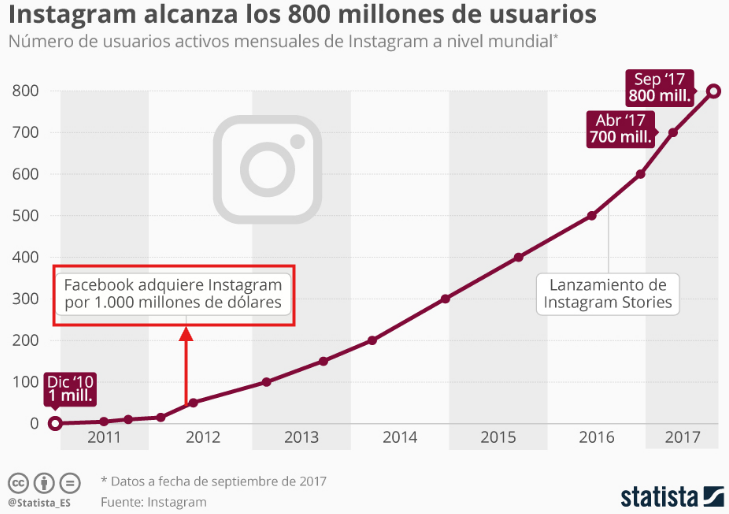 Instagram alcanza los 800 millones de usuarios
Número de usuarios activos mensuales de Instagram a nivel mundial*
800
700
600
500
400
300
200
100
0
Sep ‘17
800 mill.
Abr ‘17
700 mill.
Facebook adquiere Instagram
por 1.000 millones de dólares
Lanzamiento de
Instagram Stories
Dic ‘10
1 mill.
2011
2012
2013
2014
2015
2016
2017
@Statista_ES
* Datos a fecha de septiembre de 2017
Fuente: Instagram
statista